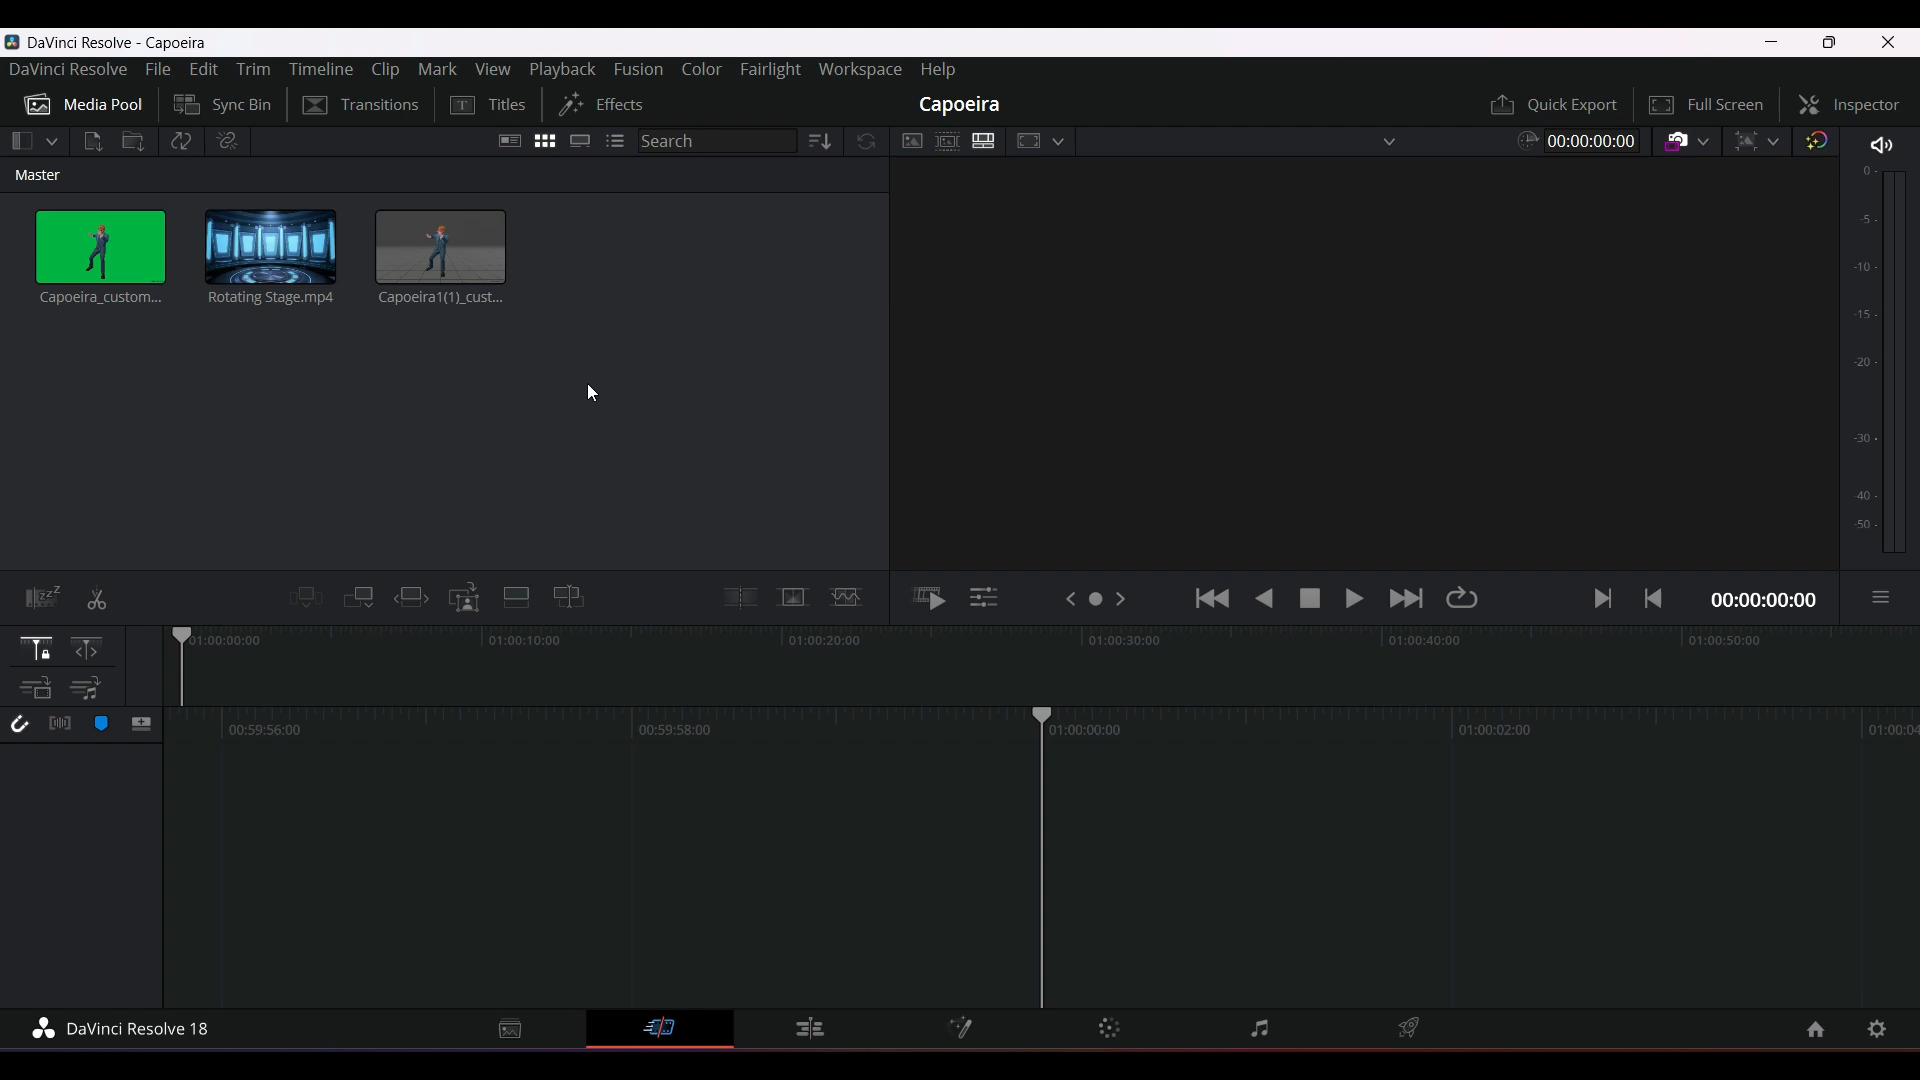 DaVinci Resolve - Capoeira
DaVinci Resolve File Edit Trim Timeline Clip Mark View Playback Fusion Color Fairlight Workspace Help
Media Pool Sync Bin Transitions Titles Effects Capoeira Quick Export Full Screen Inspector
Search 00:00:00:00
Master
Capoeira_custom... Rotating Stage.mp4 Capoeira1(1)_cust...
0 -
-5 -
-10 -
-15 -
-20 -
-30 -
-40 -
-50 -
zzZ
00:00:00:00
01:00:00:00 01:00:10:00 01:00:20:00 01:00:30:00 01:00:40:00 01:00:50:00
00:59:56:00 00:59:58:00 01:00:00:00 01:00:02:00 01:00:04
DaVinci Resolve 18